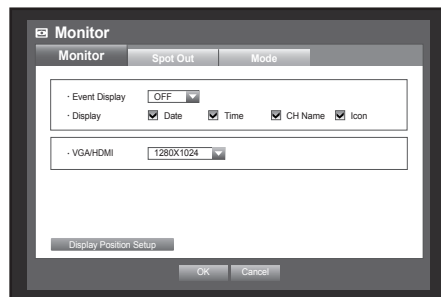 Monitor
Monitor Spot Out Mode
· Event Display OFF
· Display Date Time CH Name Icon
· VGA/HDMI 1280X1024
Display Position Setup
OK Cancel